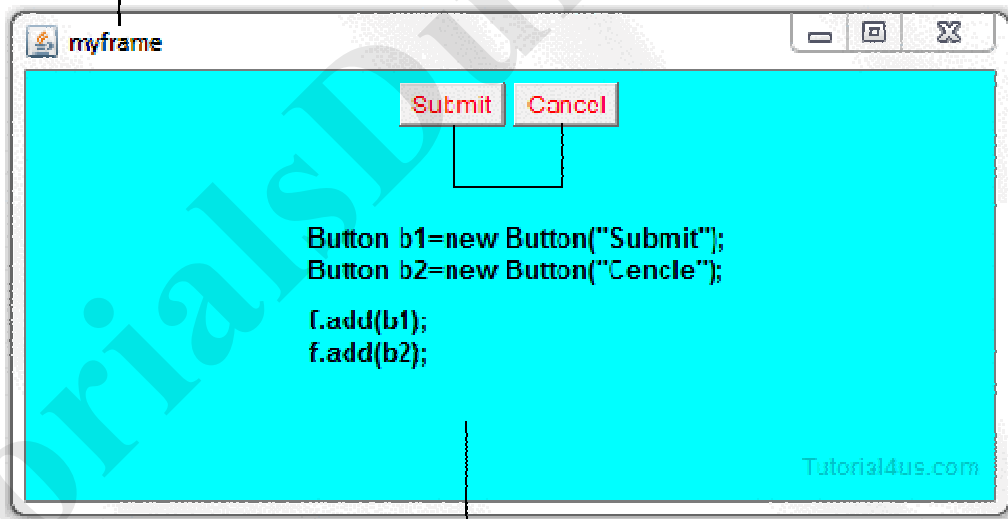 myframe
Submit Cancel
Button b1=new Button("Submit");
Button b2=new Button("Cencle");
f.add(b1);
f.add(b2);
Tutorial4us.com